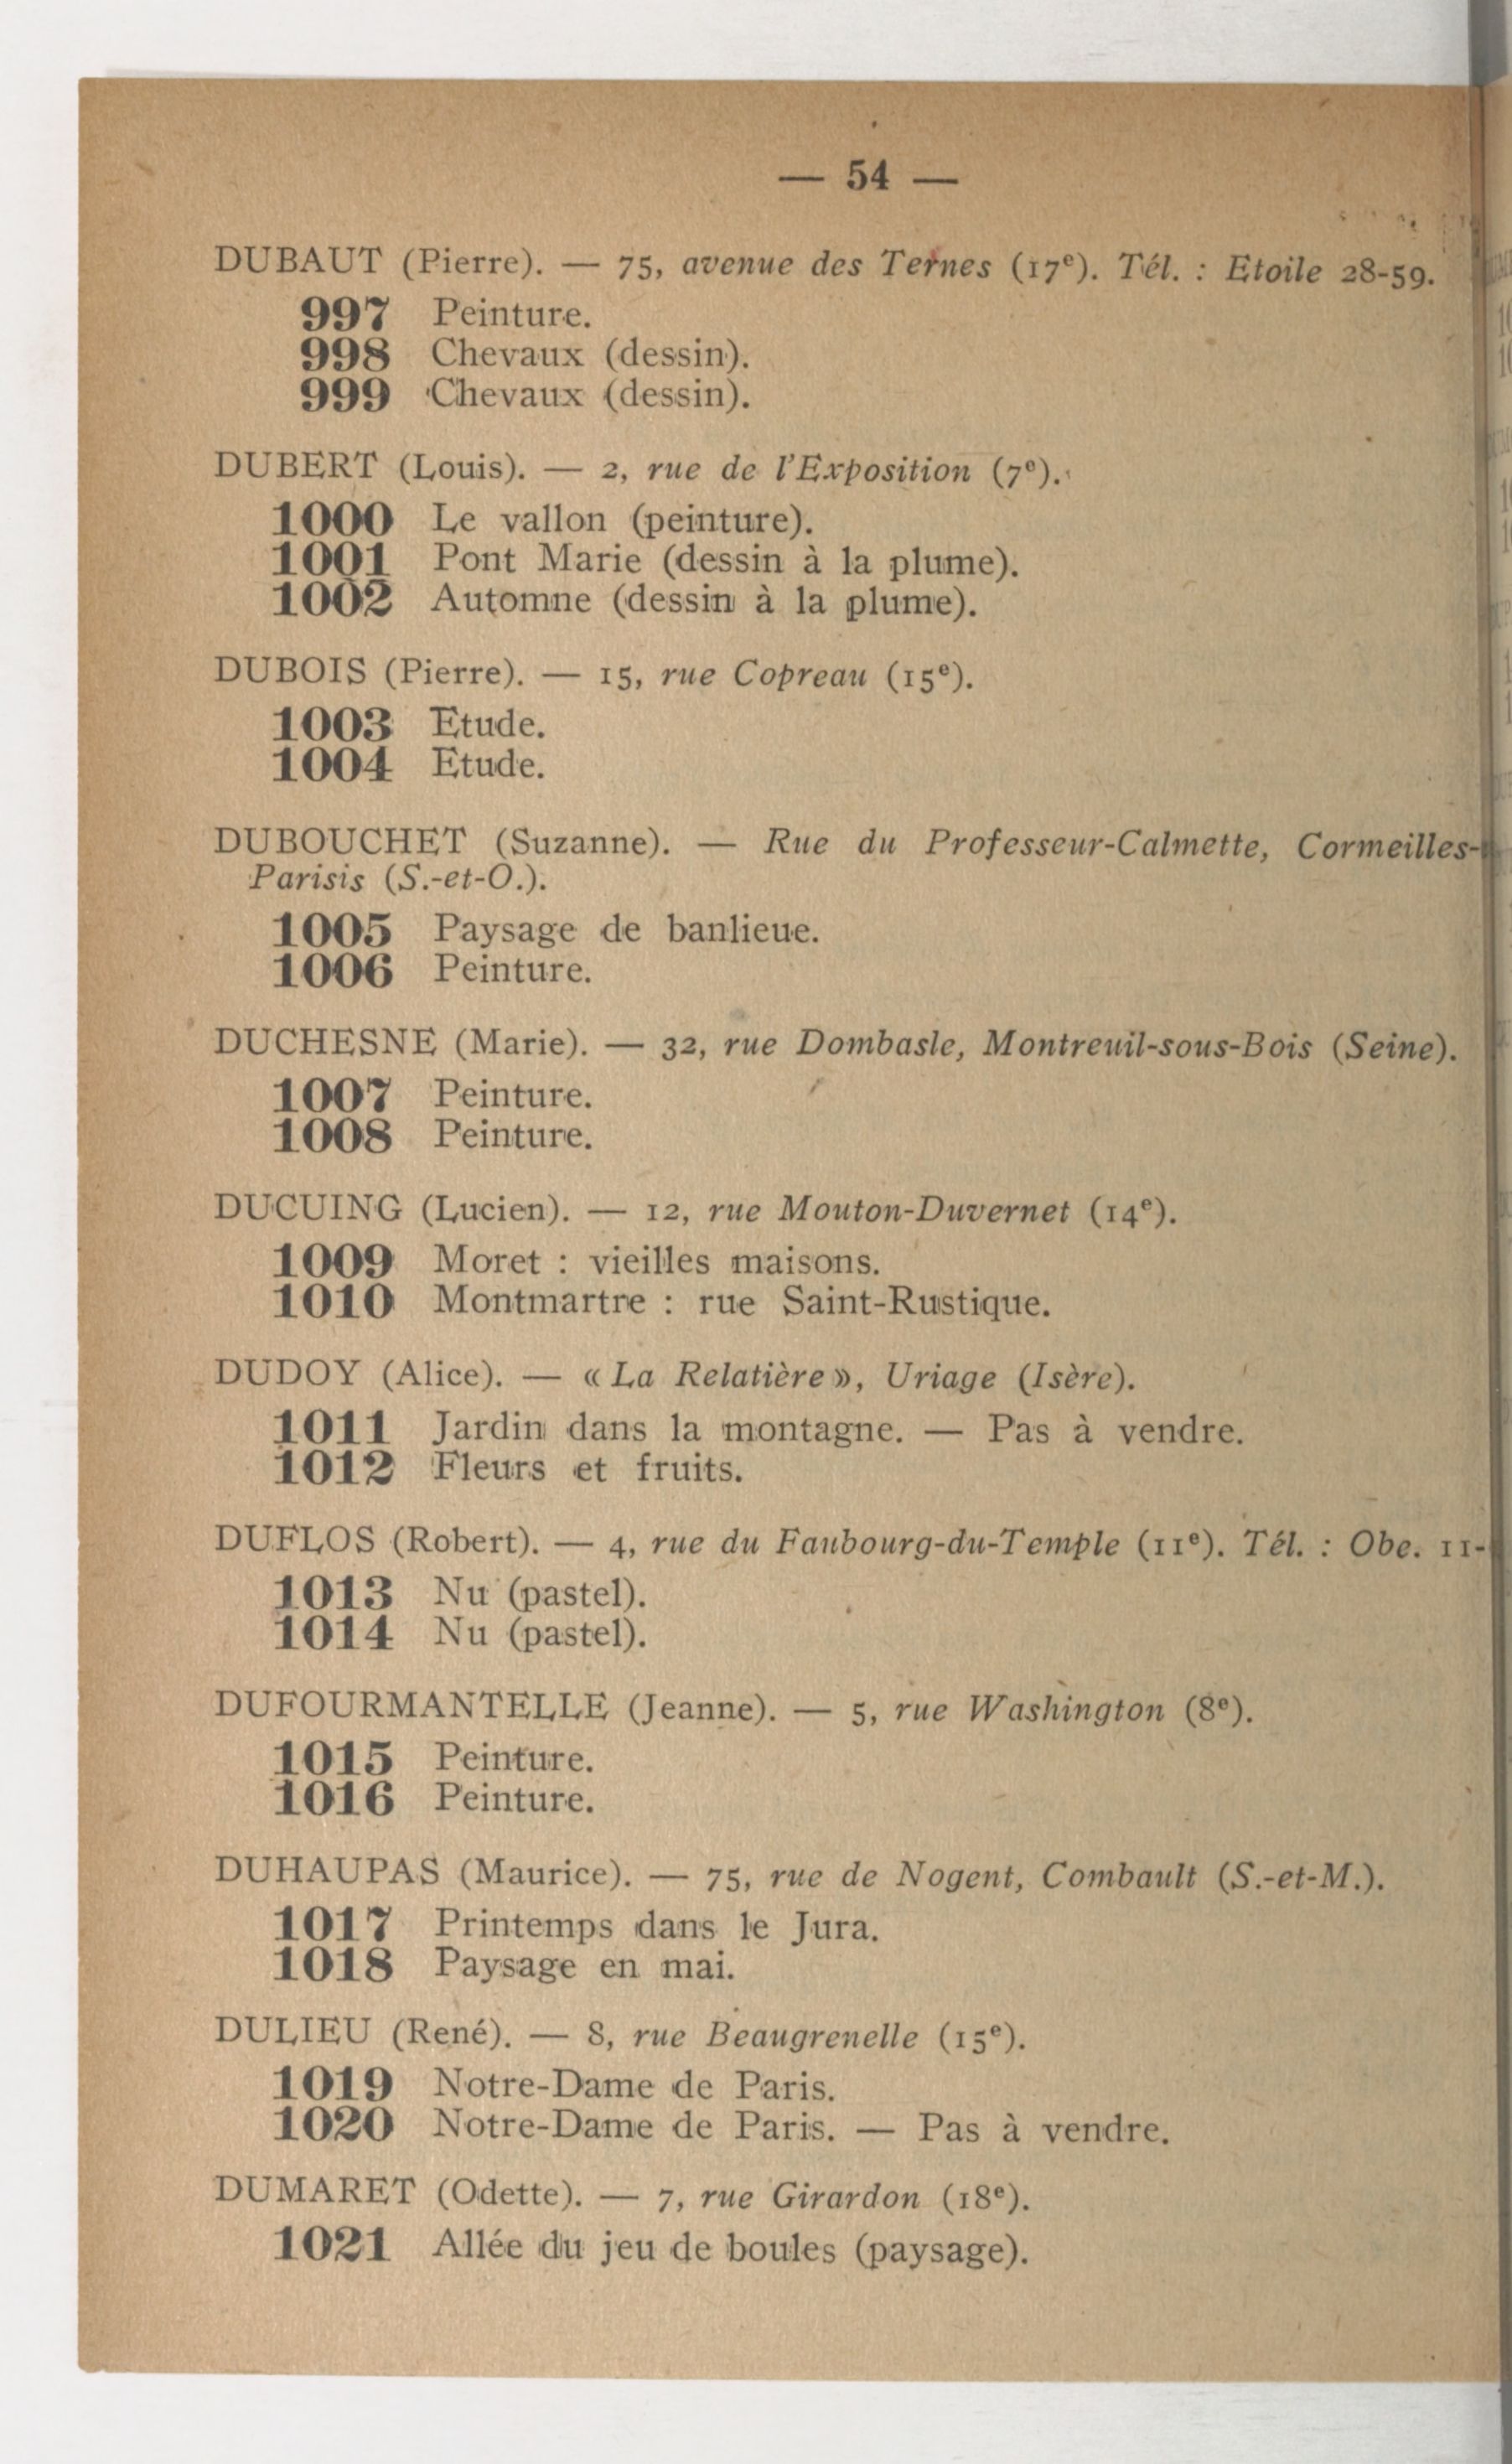 — 54 —
DUBAUT (Pierre). — 75, avenue des Ternes (17e). Tél. : Etoile 28-59.
997 Peinture.
998 Chevaux (dessin).
999 Chevaux (dessin).
DUBERT (Louis). — 2, rue de l'Exposition (7e).
1000 Le vallon (peinture).
1001 Pont Marie (dessin à la plume).
1002 Automne (dessin à la plume).
DUBOIS (Pierre). — 15, rue Copreau (15e).
1003 Etude.
1004 Etude.
DUBOUCHET (Suzanne). — Rue du Professeur-Calmette, Cormeilles-
Parisis (S.-et-O.).
1005 Paysage de banlieue.
1006 Peinture.
DUCHESNE (Marie). — 32, rue Dombasle, Montreuil-sous-Bois (Seine).
1007 Peinture.
1008 Peinture.
DUCUING (Lucien). — 12, rue Mouton-Duvernet (14e).
1009 Moret : vieilles maisons.
1010 Montmartre : rue Saint-Rustique.
DUDOY (Alice). — « La Relatière », Uriage (Isère).
1011 Jardin dans la montagne. — Pas à vendre.
1012 Fleurs et fruits.
DUFLOS (Robert). — 4, rue du Faubourg-du-Temple (11e). Tél. : Obe. 11-
1013 Nu (pastel).
1014 Nu (pastel).
DUFOURMANTELLE (Jeanne). — 5, rue Washington (8e).
1015 Peinture.
1016 Peinture.
DUHAUPAS (Maurice). — 75, rue de Nogent, Combault (S.-et-M.).
1017 Printemps dans le Jura.
1018 Paysage en mai.
DULIEU (René). — 8, rue Beaugrenelle (15e).
1019 Notre-Dame de Paris.
1020 Notre-Dame de Paris. — Pas à vendre.
DUMARET (Odette). — 7, rue Girardon (18e).
1021 Allée du jeu de boules (paysage).